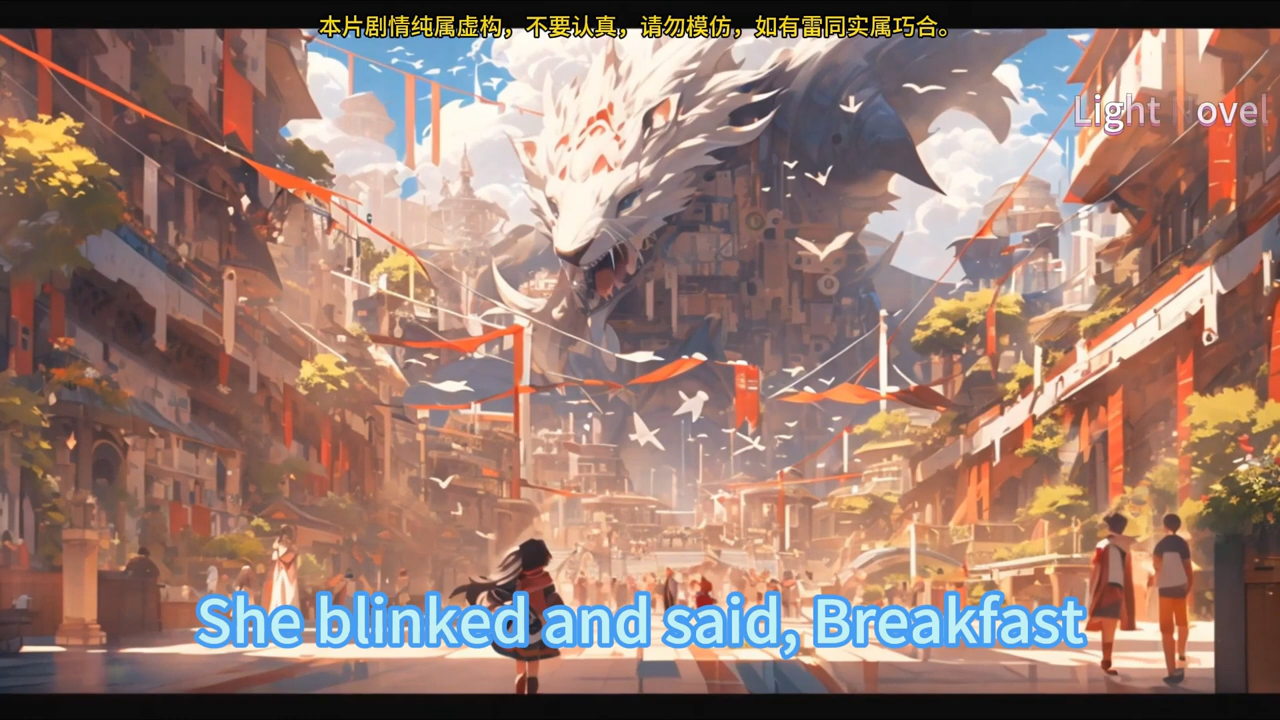 本片剧情纯属虚构，不要认真，请勿模仿，如有雷同实属巧合。
Light Novel
She blinked and said, Breakfast